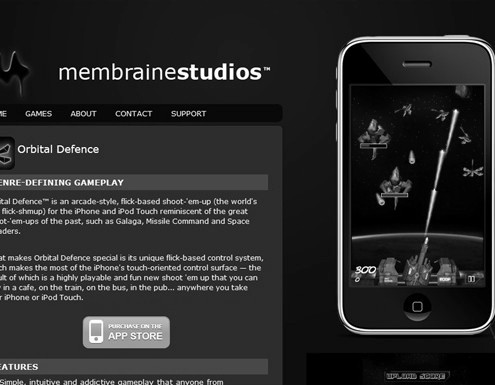 membrainestudios™
ME GAMES ABOUT CONTACT SUPPORT
Orbital Defence
ENRE-DEFINING GAMEPLAY
ital Defence™ is an arcade-style, flick-based shoot-'em-up (the world's
flick-shmup) for the iPhone and iPod Touch reminiscent of the great
ot-'em-ups of the past, such as Galaga, Missile Command and Space
aders.
at makes Orbital Defence special is its unique flick-based control system,
ch makes the most of the iPhone's touch-oriented control surface — the
ult of which is a highly playable and fun new shoot 'em up that you can
y in a cafe, on the train, on the bus, in the pub... anywhere you take
r iPhone or iPod Touch.
PURCHASE ON THE
APP STORE
EATURES
Simple, intuitive and addictive gameplay that anyone from
300
UPLOAD SCORE